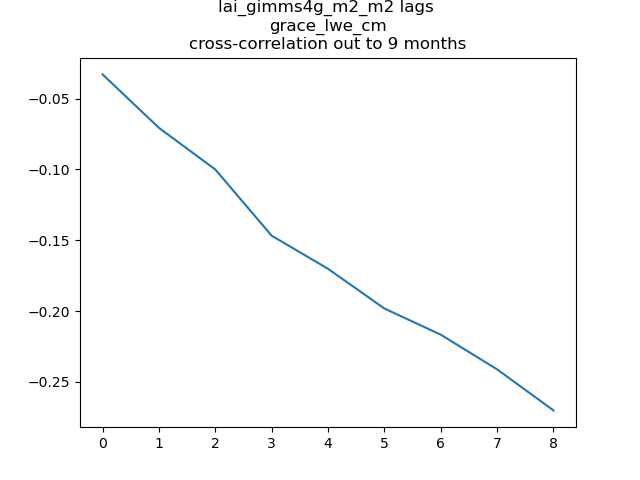 lai_gimms4g_m2_m2 lags
grace_lwe_cm
cross-correlation out to 9 months
−0.05
−0.10
−0.15
−0.20
−0.25
0 1 2 3 4 5 6 7 8